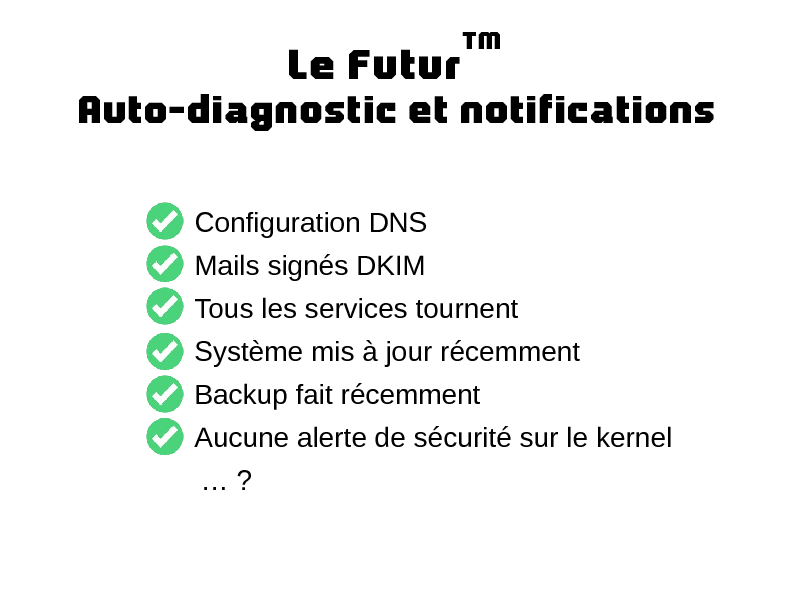 Le Futur™
Auto-diagnostic et notifications
Configuration DNS
Mails signés DKIM
Tous les services tournent
Système mis à jour récemment
Backup fait récemment
Aucune alerte de sécurité sur le kernel
… ?